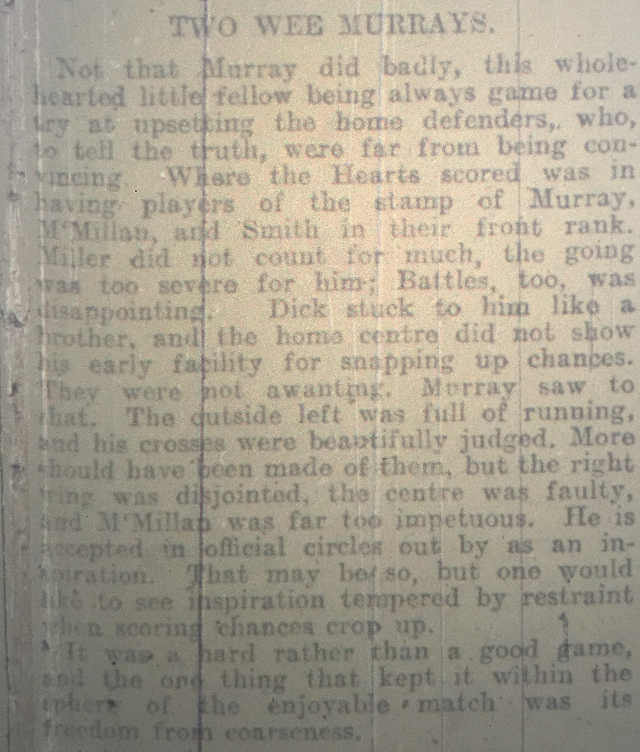 TWO WEE MURRAYS.
Not that Murray did badly, this whole-
hearted little fellow being always game for a
try at upsetting the home defenders, who,
to tell the truth, were far from being con-
vincing. Where the Hearts scored was in
having players of the stamp of Murray,
M'Millan, and Smith in their front rank.
Miller did not count for much, the going
was too severe for him; Battles, too, was
disappointing. Dick stuck to him like a
brother, and the home centre did not show
his early facility for snapping up chances.
They were not awanting. Murray saw to
that. The outside left was full of running,
and his crosses were beautifully judged. More
should have been made of them, but the right
wing was disjointed, the centre was faulty,
and M'Millan was far too impetuous. He is
accepted in official circles out by as an in-
spiration. That may be so, but one would
like to see inspiration tempered by restraint
when scoring chances crop up.
It was a hard rather than a good game,
and the one thing that kept it within the
sphere of the enjoyable match was its
freedom from coarseness.